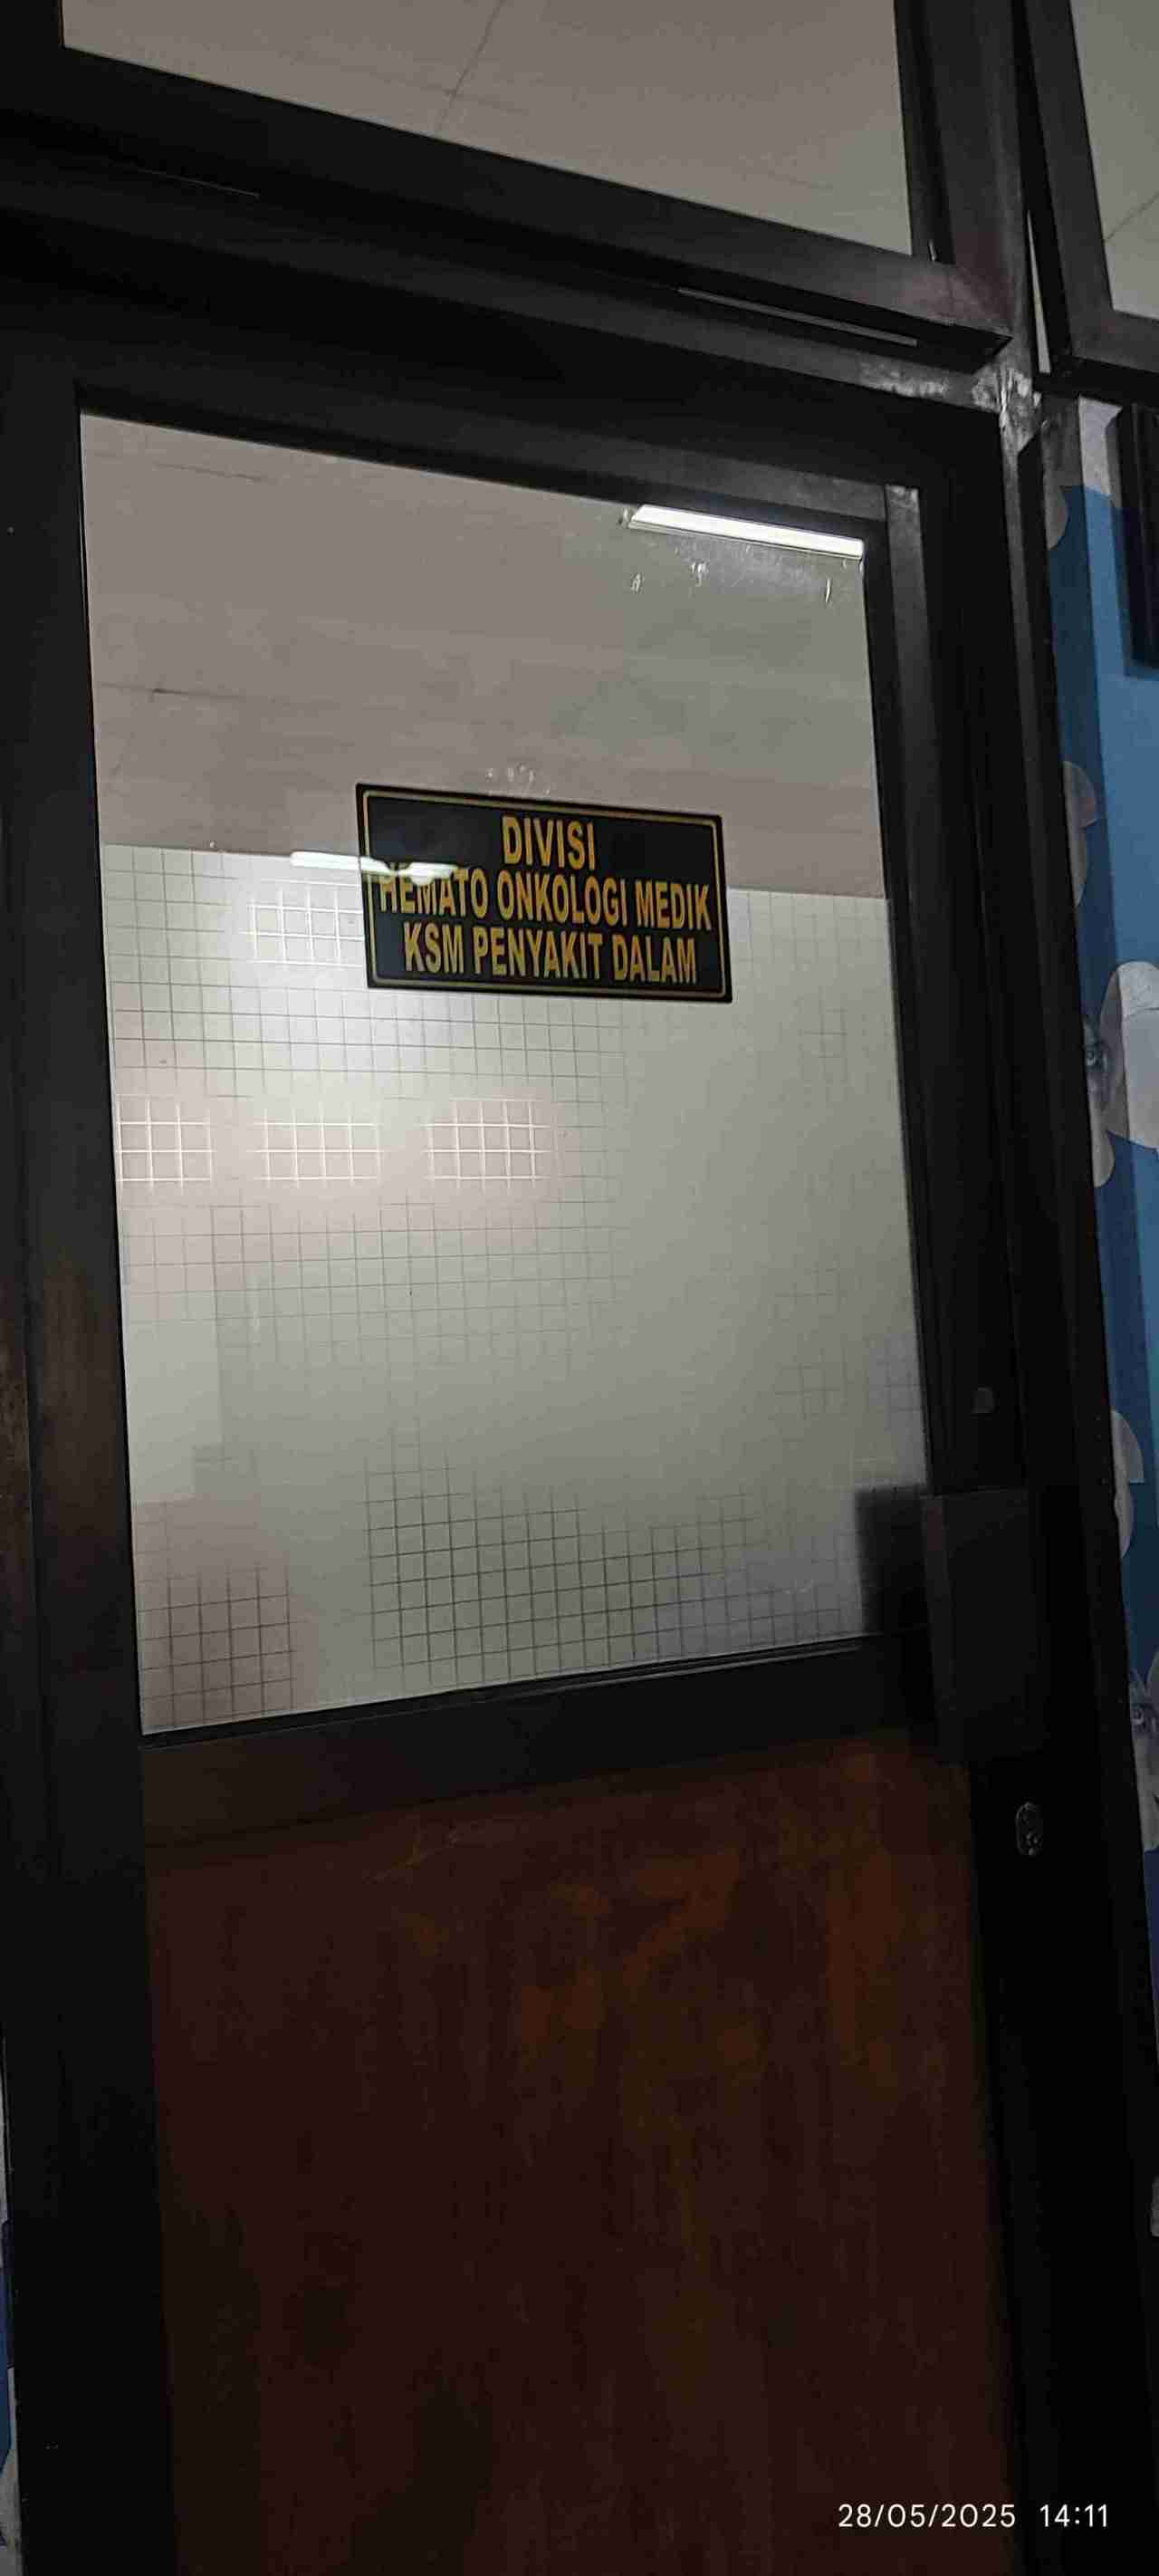 DIVISI
HEMATO ONKOLOGI MEDIK
KSM PENYAKIT DALAM
28/05/2025 14:11